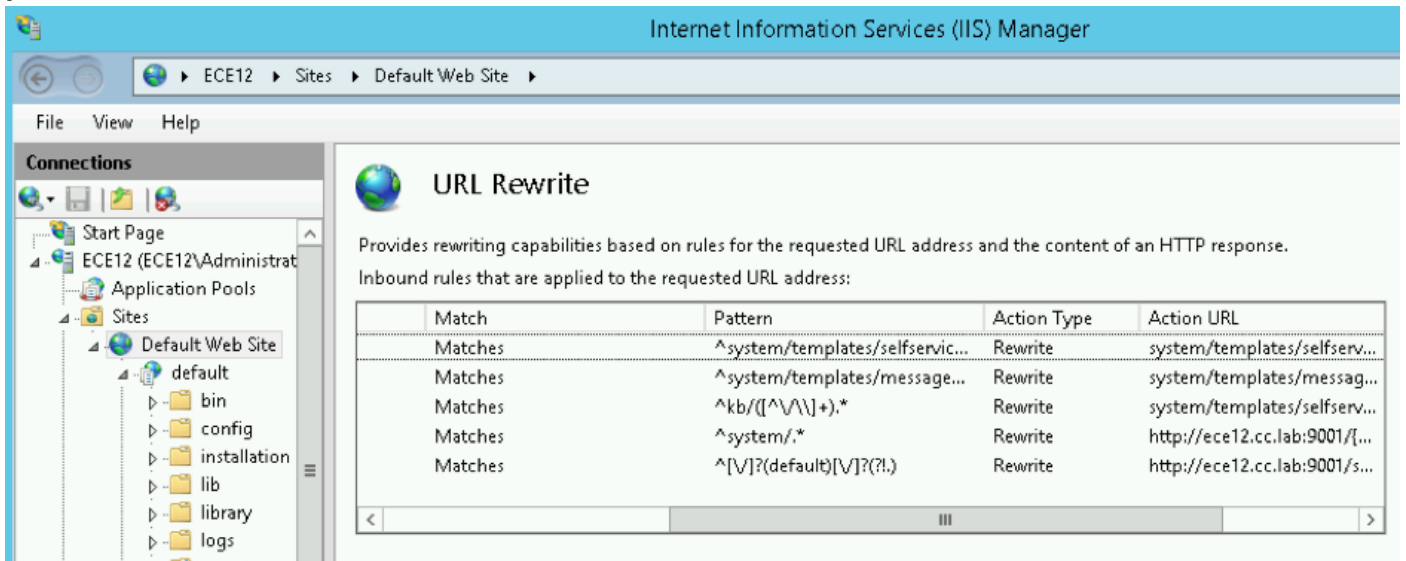 Internet Information Services (IIS) Manager
ECE12 Sites Default Web Site
File View Help
Connections
Start Page
ECE12 (ECE12\Administrat
Application Pools
Sites
Default Web Site
default
bin
config
installation
lib
library
logs
URL Rewrite
Provides rewriting capabilities based on rules for the requested URL address and the content of an HTTP response.
Inbound rules that are applied to the requested URL address:
Match Pattern Action Type Action URL
Matches ^system/templates/selfservic... Rewrite system/templates/selfserv...
Matches ^system/templates/message... Rewrite system/templates/messag...
Matches ^kb/([^\/\\]+).* Rewrite system/templates/selfserv...
Matches ^system/.* Rewrite http://ece12.cc.lab:9001/{...
Matches ^[\/]?(default)[\/]?(?!.) Rewrite http://ece12.cc.lab:9001/s...